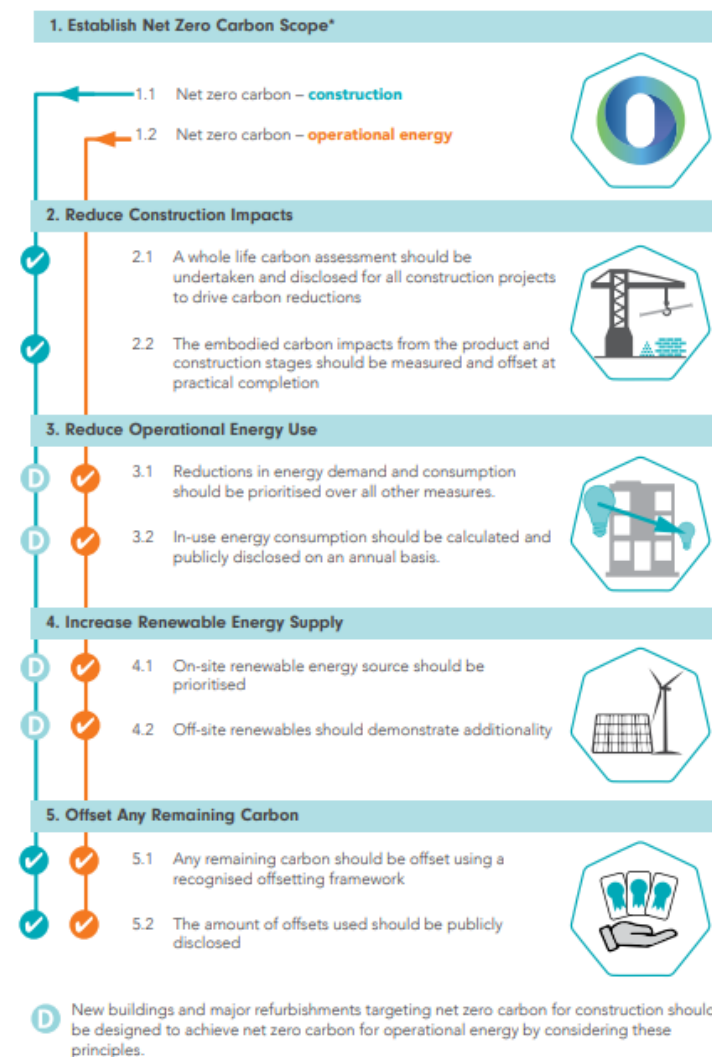 1. Establish Net Zero Carbon Scope*
1.1 Net zero carbon – construction
1.2 Net zero carbon – operational energy
2. Reduce Construction Impacts
2.1 A whole life carbon assessment should be
undertaken and disclosed for all construction projects
to drive carbon reductions
2.2 The embodied carbon impacts from the product and
construction stages should be measured and offset at
practical completion
3. Reduce Operational Energy Use
D 3.1 Reductions in energy demand and consumption
should be prioritised over all other measures.
D 3.2 In-use energy consumption should be calculated and
publicly disclosed on an annual basis.
4. Increase Renewable Energy Supply
D 4.1 On-site renewable energy source should be
prioritised
D 4.2 Off-site renewables should demonstrate additionality
5. Offset Any Remaining Carbon
5.1 Any remaining carbon should be offset using a
recognised offsetting framework
5.2 The amount of offsets used should be publicly
disclosed
D New buildings and major refurbishments targeting net zero carbon for construction should
be designed to achieve net zero carbon for operational energy by considering these
principles.